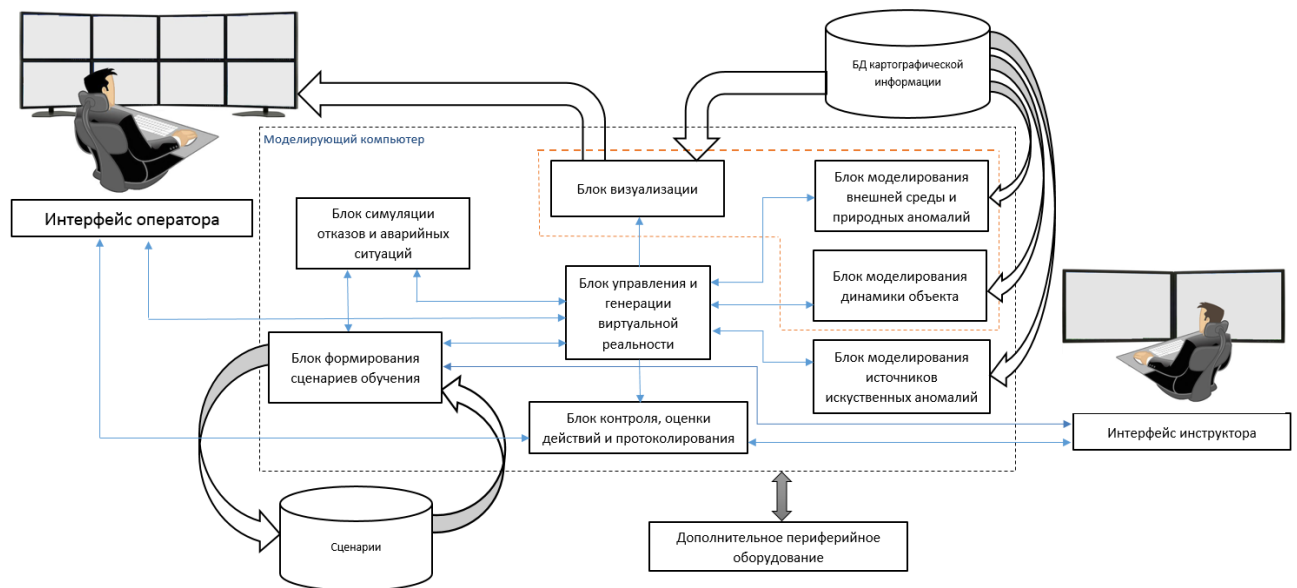 БД картографической
информации
Моделирующий компьютер
Блок визуализации
Блок моделирования
внешней среды и
природных аномалий
Интерфейс оператора
Блок симуляции
отказов и аварийных
ситуаций
Блок управления и
генерации
виртуальной
реальности
Блок моделирования
динамики объекта
Блок формирования
сценариев обучения
Блок моделирования
источников
искуственных аномалий
Блок контроля, оценки
действий и протоколирования
Интерфейс инструктора
Сценарии
Дополнительное периферийное
оборудование